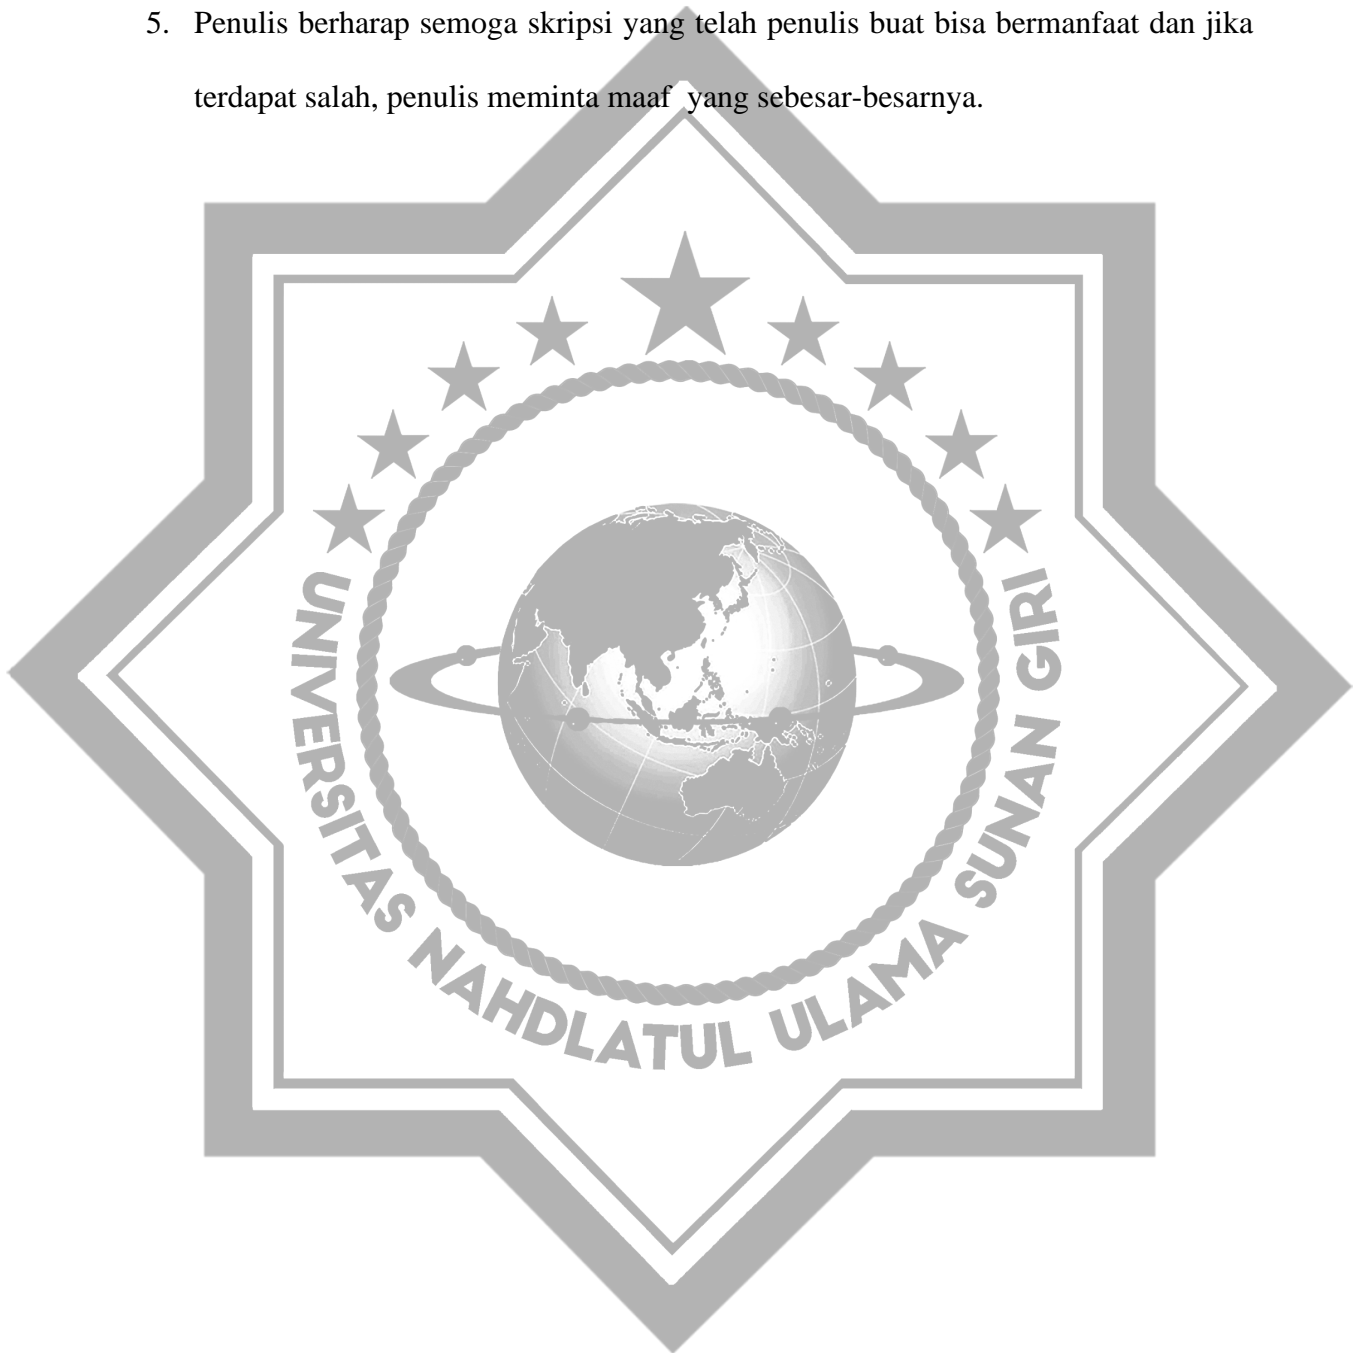 5. Penulis berharap semoga skripsi yang telah penulis buat bisa bermanfaat dan jika
terdapat salah, penulis meminta maaf yang sebesar-besarnya.
UNIVERSITAS NAHDLATUL ULAMA SUNAN GIRI